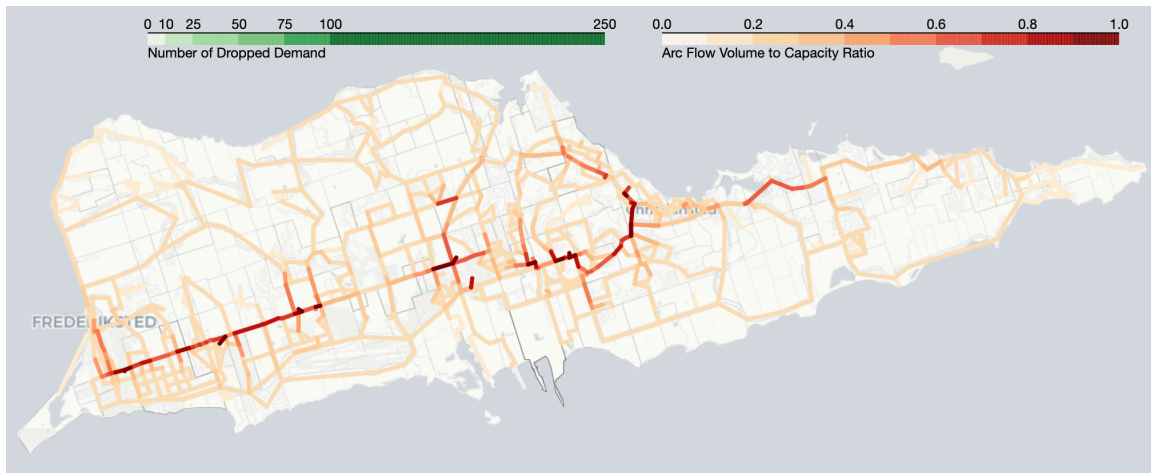 0 10 25 50 75 100 250
Number of Dropped Demand
0.0 0.2 0.4 0.6 0.8 1.0
Arc Flow Volume to Capacity Ratio
FREDERIKSTED